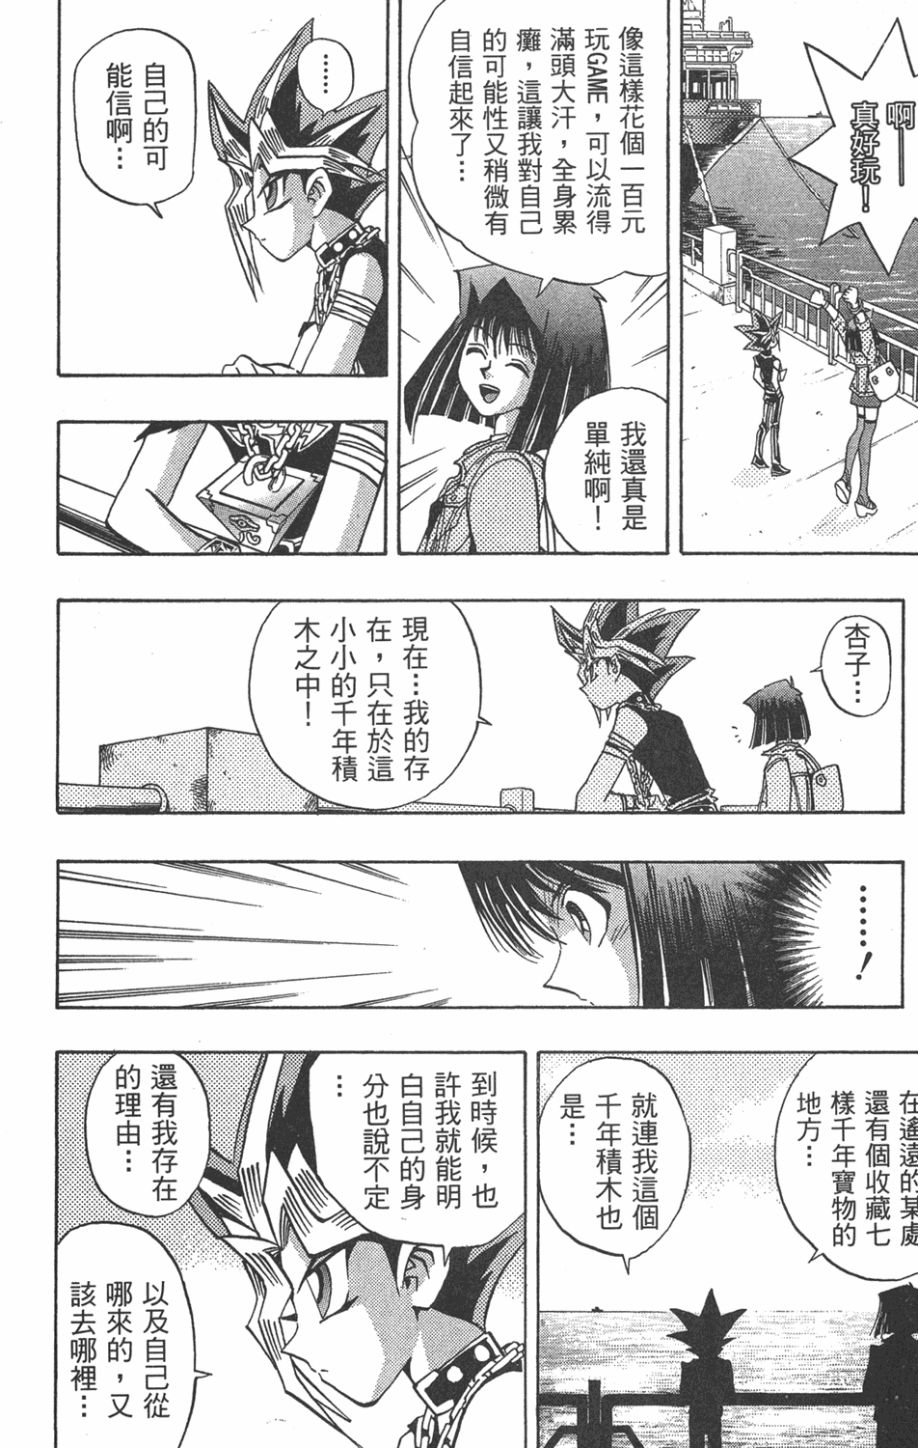 啊——
真好玩！
像這樣花個一百元
玩GAME，可以流得
滿頭大汗，全身累
癱，這讓我對自己
的可能性又稍微有
自信起來了…
我還真是
單純啊！
……
自己的可
能信啊…
杏子…
現在…我的存
在，只在於這
小小的千年積
木之中！
……！
在遙遠的某處
還有個收藏七
樣千年寶物的
地方…
就連我這個
千年積木也
是…
到時候，也
許我就能明
白自己的身
分也說不定
…
還有我存在
的理由…
以及自己從
哪來的，又
該去哪裡…